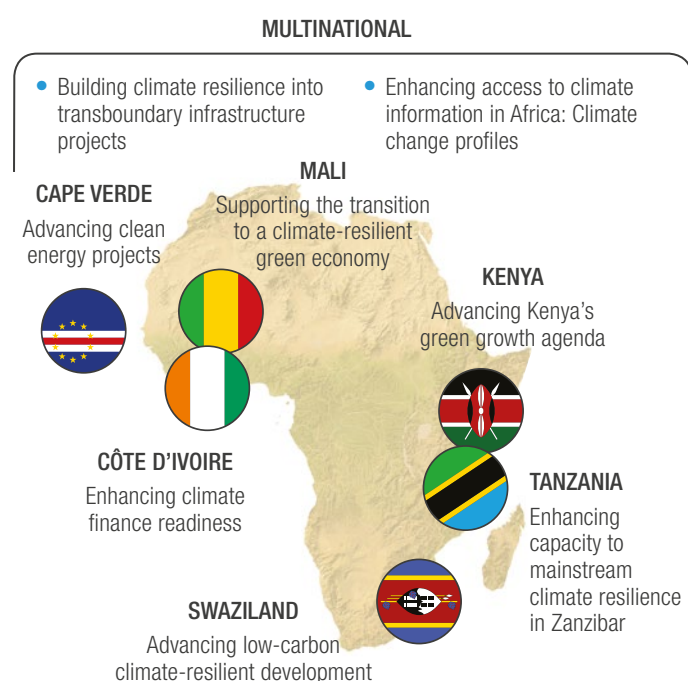 MULTINATIONAL
• Building climate resilience into
transboundary infrastructure
projects
• Enhancing access to climate
information in Africa: Climate
change profiles
MALI
Supporting the transition
to a climate-resilient
green economy
CAPE VERDE
Advancing clean
energy projects
KENYA
Advancing Kenya’s
green growth agenda
CÔTE D’IVOIRE
Enhancing climate
finance readiness
TANZANIA
Enhancing
capacity to
mainstream
climate resilience
in Zanzibar
SWAZILAND
Advancing low-carbon
climate-resilient development